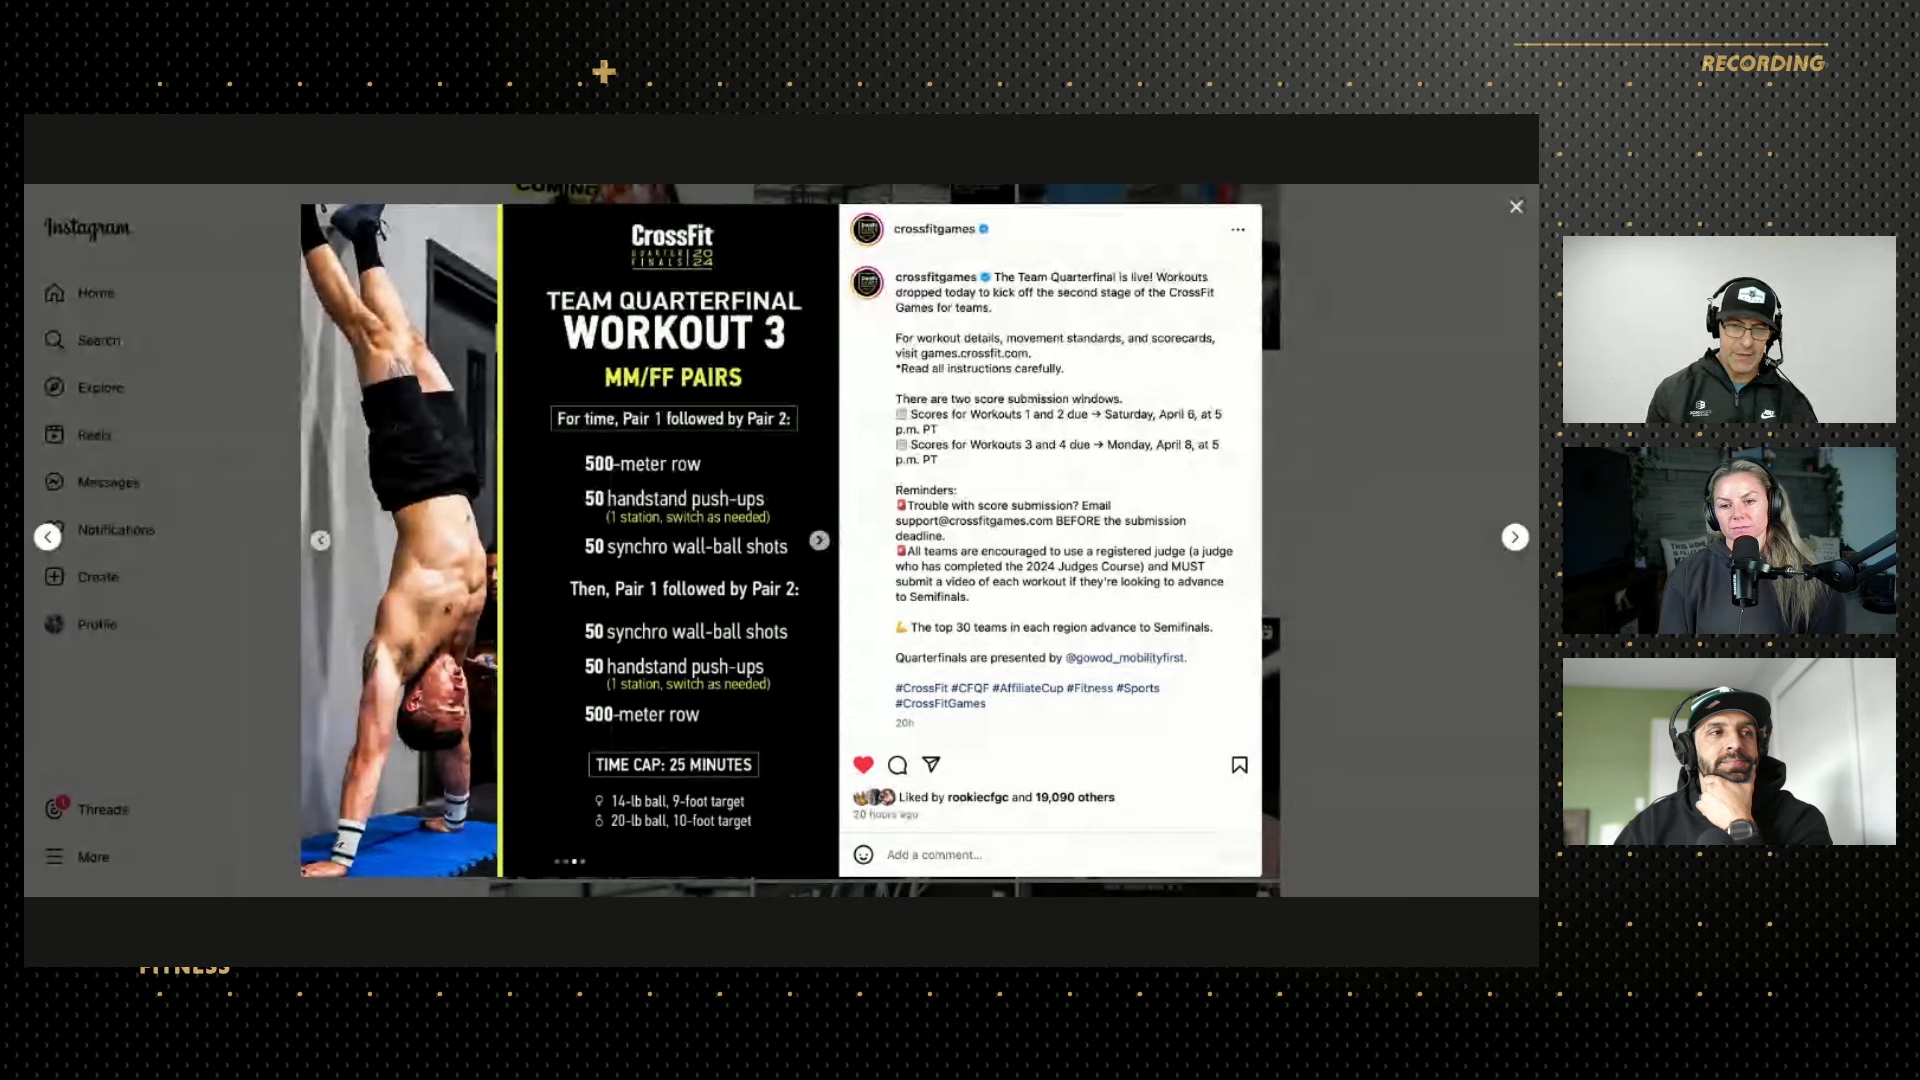 RECORDING
COMING
Instagram
Home
Search
Explore
Reels
Messages
Notifications
Create
Profile
1
Threads
More
CrossFit
QUARTER 20
FINALS 24
TEAM QUARTERFINAL
WORKOUT 3
MM/FF PAIRS
For time, Pair 1 followed by Pair 2:
500-meter row
50 handstand push-ups
(1 station, switch as needed)
50 synchro wall-ball shots
Then, Pair 1 followed by Pair 2:
50 synchro wall-ball shots
50 handstand push-ups
(1 station, switch as needed)
500-meter row
TIME CAP: 25 MINUTES
♀ 14-lb ball, 9-foot target
♂ 20-lb ball, 10-foot target
crossfitgames
crossfitgames The Team Quarterfinal is live! Workouts
dropped today to kick off the second stage of the CrossFit
Games for teams.
For workout details, movement standards, and scorecards,
visit games.crossfit.com.
*Read all instructions carefully.
There are two score submission windows.
🗓 Scores for Workouts 1 and 2 due → Saturday, April 6, at 5
p.m. PT
🗓 Scores for Workouts 3 and 4 due → Monday, April 8, at 5
p.m. PT
Reminders:
🚨Trouble with score submission? Email
support@crossfitgames.com BEFORE the submission
deadline.
🚨All teams are encouraged to use a registered judge (a judge
who has completed the 2024 Judges Course) and MUST
submit a video of each workout if they're looking to advance
to Semifinals.
💪 The top 30 teams in each region advance to Semifinals.
Quarterfinals are presented by @gowod_mobilityfirst.
#CrossFit #CFQF #AffiliateCup #Fitness #Sports
#CrossFitGames
20h
Liked by rookiecfgc and 19,090 others
20 hours ago
Add a comment...
FITNESS